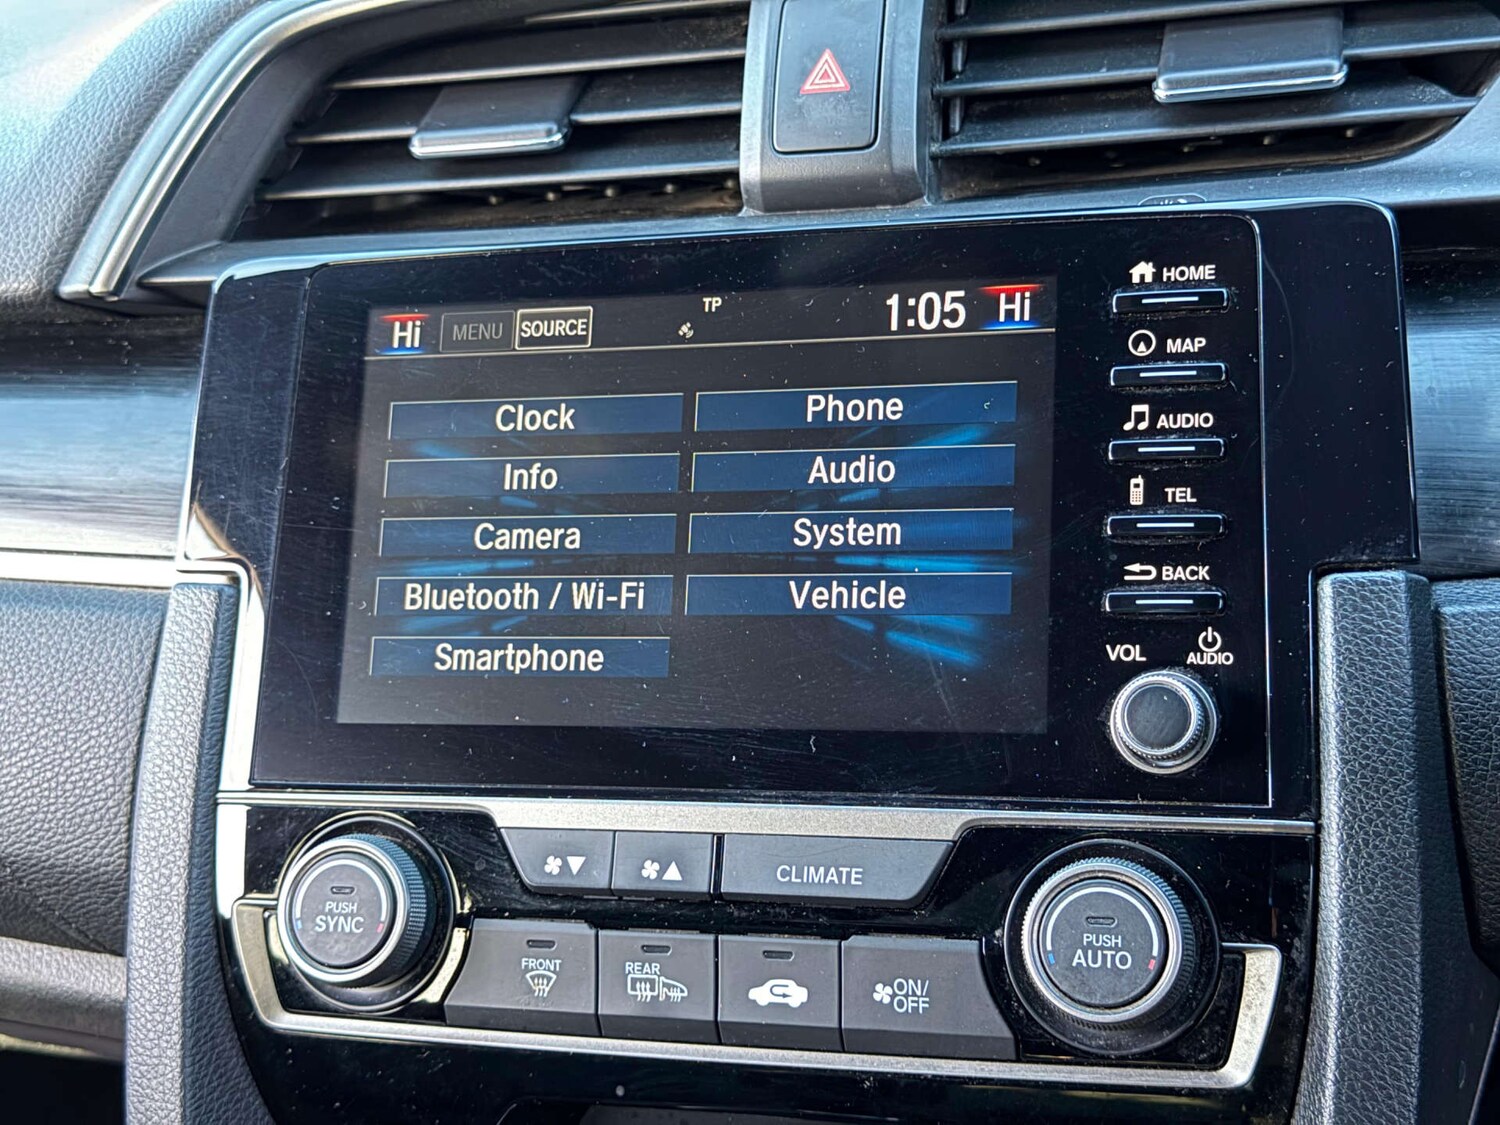 HOME
TP
Hi MENU SOURCE 1:05 Hi
MAP
Clock Phone
AUDIO
Info Audio
TEL
Camera System
BACK
Bluetooth / Wi-Fi Vehicle
VOL AUDIO
Smartphone
CLIMATE
PUSH
SYNC
PUSH
AUTO
FRONT
REAR
ON/
OFF